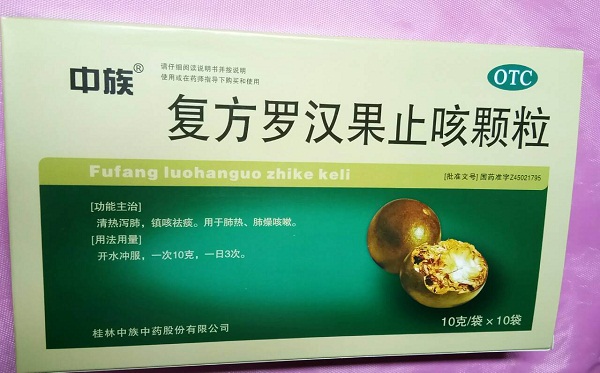 中族®
请仔细阅读说明书并按说明
使用或在药师指导下购买和使用
OTC
复方罗汉果止咳颗粒
Fufang luohanguo zhike keli
[批准文号] 国药准字Z45021795
[功能主治]
清热泻肺，镇咳祛痰。用于肺热、肺燥咳嗽。
[用法用量]
开水冲服，一次10克，一日3次。
10克/袋×10袋
桂林中族中药股份有限公司